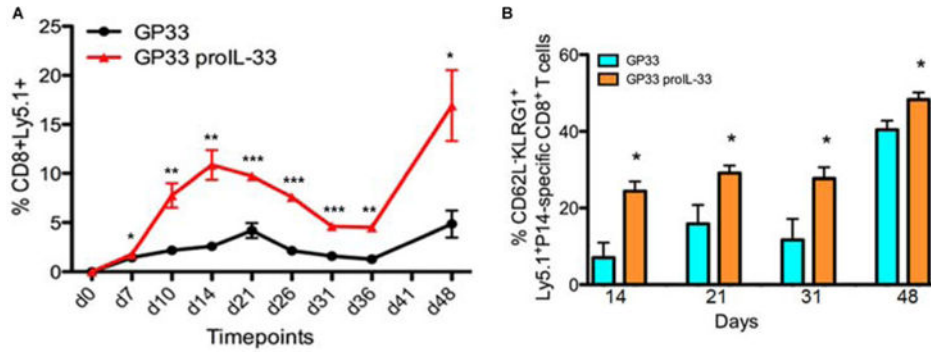 A
25
20
15
10
5
0
% CD8+Ly5.1+
GP33
GP33 proIL-33
*
**
**
***
***
***
**
*
d0
d7
d10
d14
d21
d26
d31
d36
d41
d48
Timepoints
B
60
40
20
0
% CD62L⁻KLRG1⁺
Ly5.1⁺P14-specific CD8⁺ T cells
GP33
GP33 proIL-33
*
*
*
*
14
21
31
48
Days